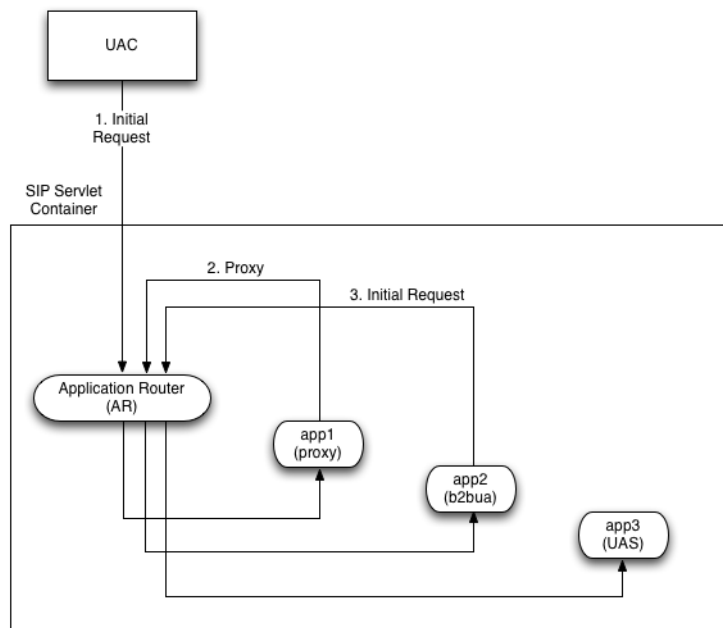 UAC
1. Initial
Request
SIP Servlet
Container
2. Proxy
3. Initial Request
Application Router
(AR)
app1
(proxy)
app2
(b2bua)
app3
(UAS)